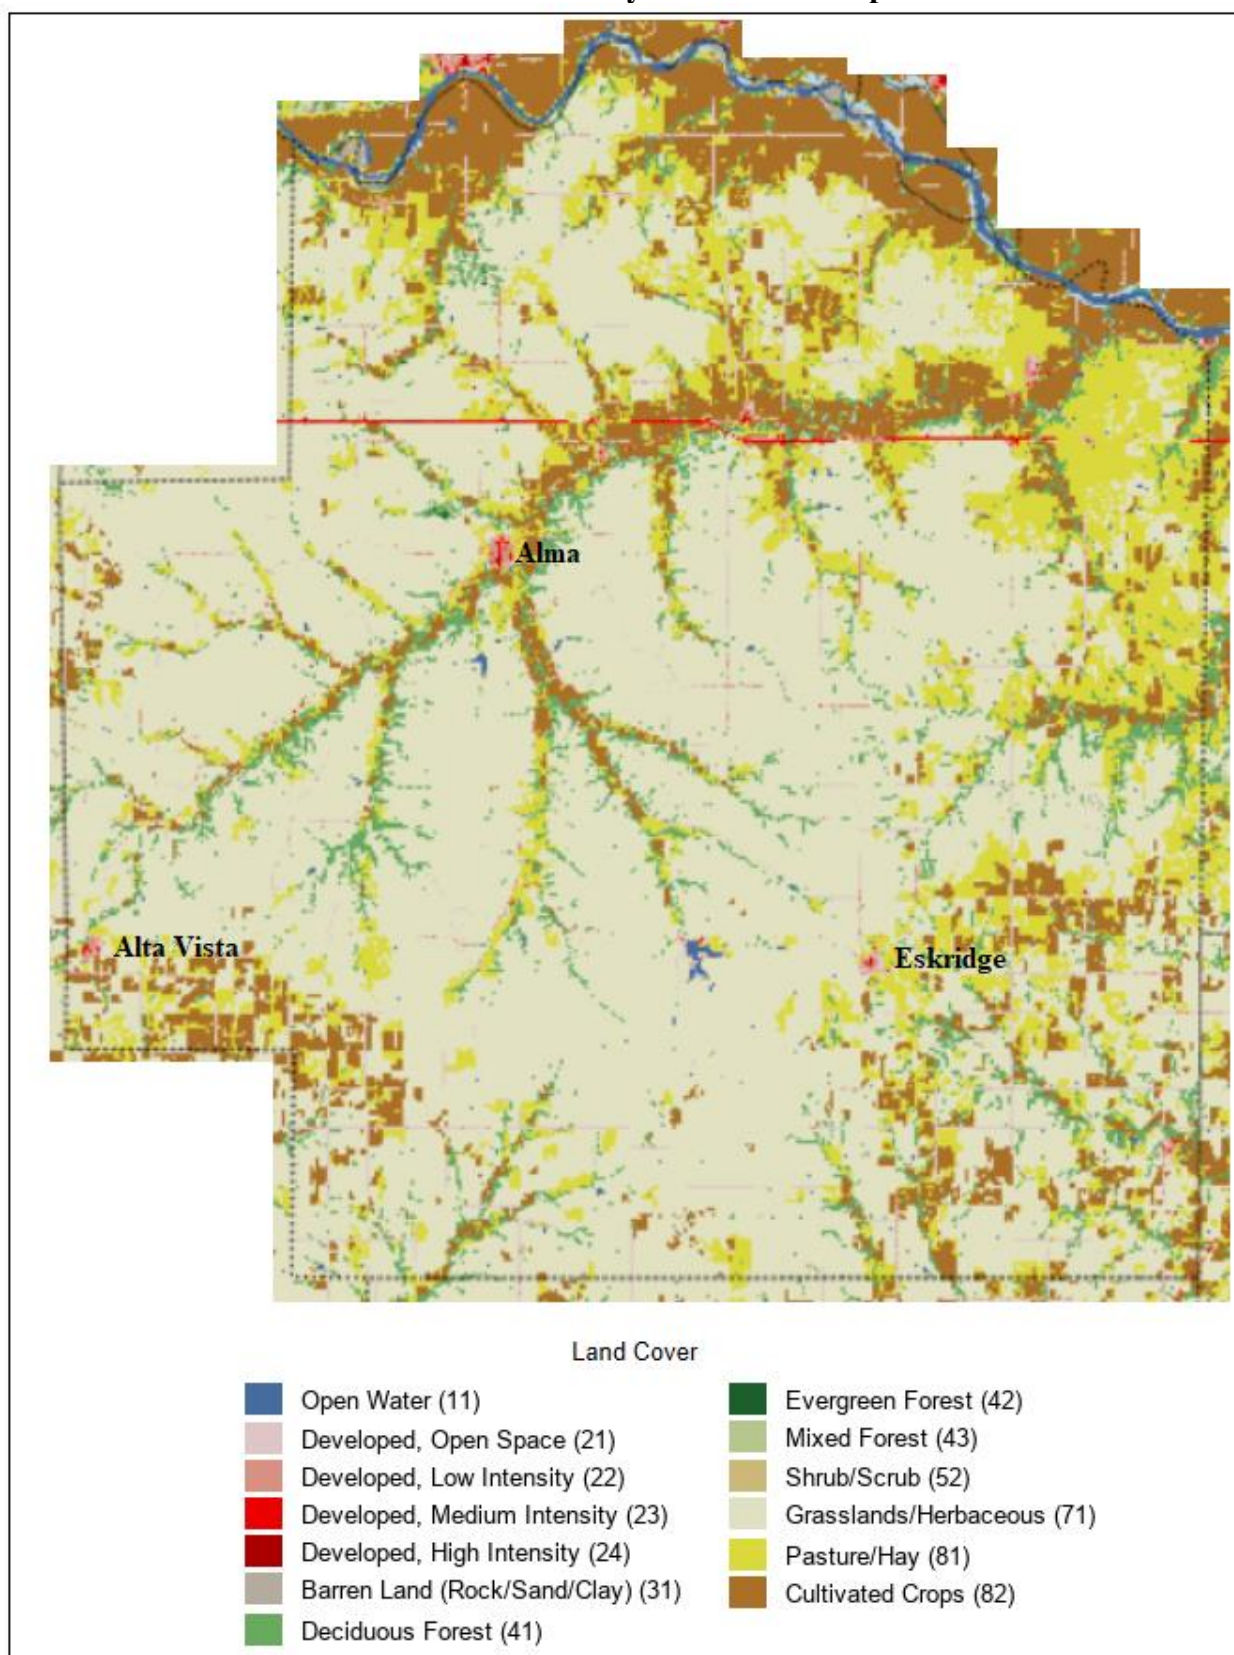 Alma
Alta Vista
Eskridge
Land Cover
Open Water (11)
Developed, Open Space (21)
Developed, Low Intensity (22)
Developed, Medium Intensity (23)
Developed, High Intensity (24)
Barren Land (Rock/Sand/Clay) (31)
Deciduous Forest (41)
Evergreen Forest (42)
Mixed Forest (43)
Shrub/Scrub (52)
Grasslands/Herbaceous (71)
Pasture/Hay (81)
Cultivated Crops (82)